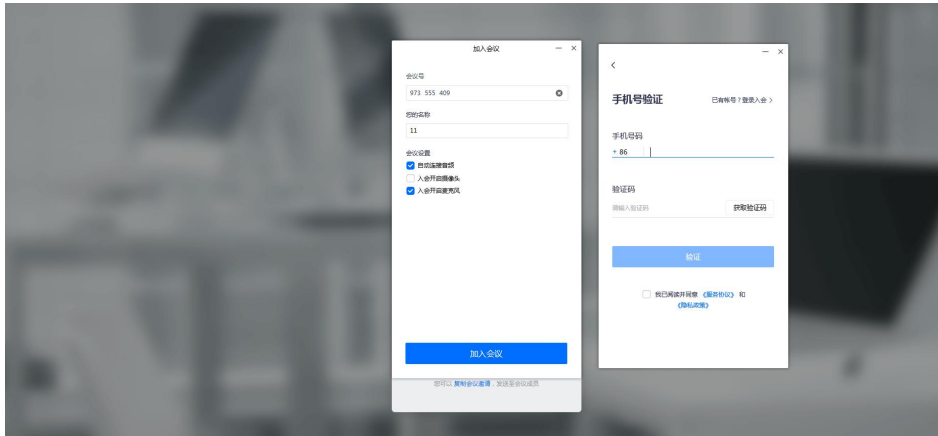 加入会议
会议号
973 555 409
您的名称
11
会议设置
自动连接音频
入会开启摄像头
入会开启麦克风
加入会议
您可以 复制会议邀请，发送至会议成员
手机号验证
已有帐号？登录入会 >
手机号码
+ 86
验证码
请输入验证码
获取验证码
验证
我已阅读并同意 《服务协议》 和
《隐私政策》